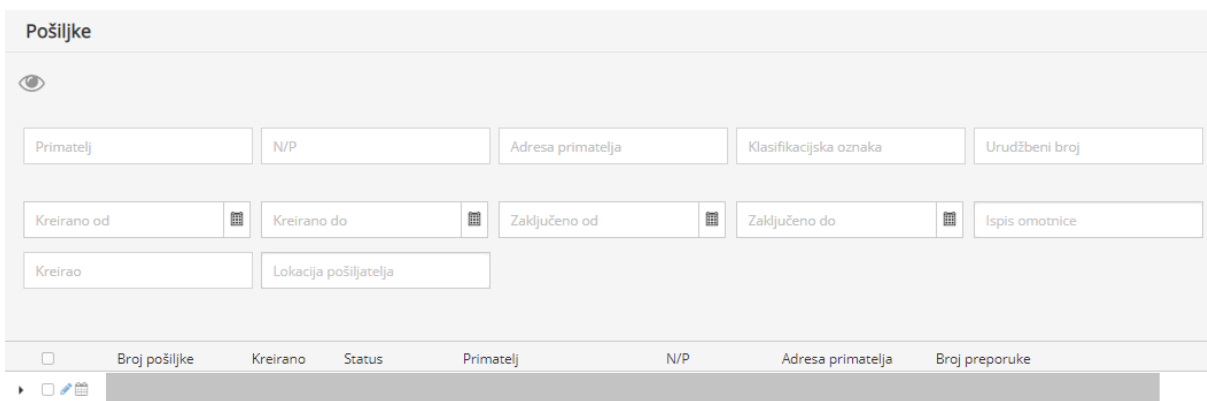 Pošiljke
Primatelj N/P Adresa primatelja Klasifikacijska oznaka Urudžbeni broj
Kreirano od Kreirano do Zaključeno od Zaključeno do Ispis omotnice
Kreirao Lokacija pošiljatelja
Broj pošiljke Kreirano Status Primatelj N/P Adresa primatelja Broj preporuke